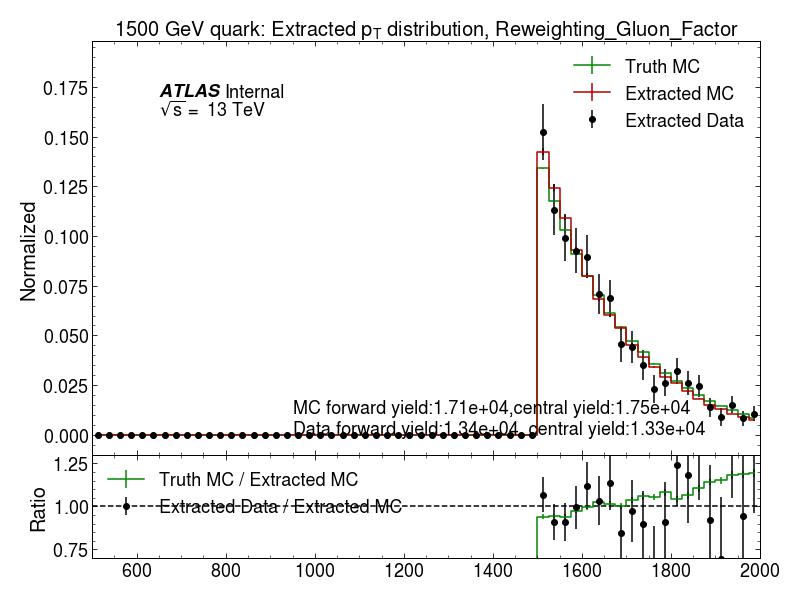 1500 GeV quark: Extracted pT distribution, Reweighting_Gluon_Factor
ATLAS Internal
√s = 13 TeV
Truth MC
Extracted MC
Extracted Data
Normalized
0.175
0.150
0.125
0.100
0.075
0.050
0.025
0.000
MC forward yield:1.71e+04,central yield:1.75e+04
Data forward yield:1.34e+04, central yield:1.33e+04
Ratio
1.25
1.00
0.75
Truth MC / Extracted MC
Extracted Data / Extracted MC
600 800 1000 1200 1400 1600 1800 2000